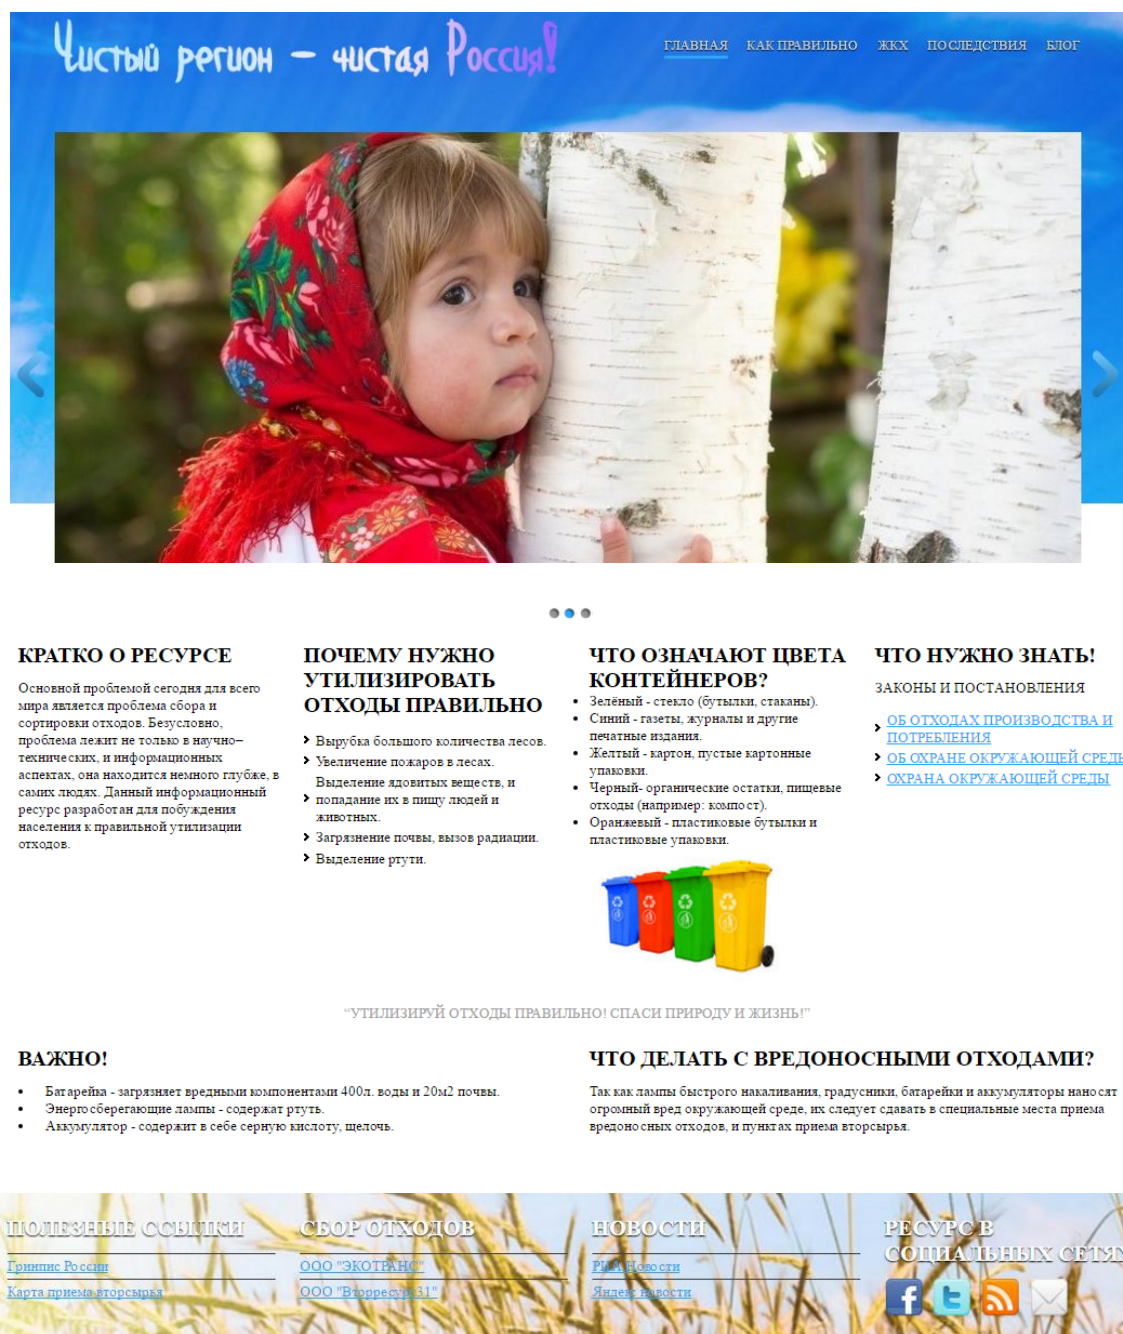 Чистый регион – чистая Россия!
ГЛАВНАЯ КАК ПРАВИЛЬНО ЖКХ ПОСЛЕДСТВИЯ БЛОГ
КРАТКО О РЕСУРСЕ
Основной проблемой сегодня для всего
мира является проблема сбора и
сортировки отходов. Безусловно,
проблема лежит не только в научно–
технических, и информационных
аспектах, она находится немного глубже, в
самих людях. Данный информационный
ресурс разработан для побуждения
населения к правильной утилизации
отходов.
ПОЧЕМУ НУЖНО
УТИЛИЗИРОВАТЬ
ОТХОДЫ ПРАВИЛЬНО
Вырубка большого количества лесов.
Увеличение пожаров в лесах.
Выделение ядовитых веществ, и
попадание их в пищу людей и
животных.
Загрязнение почвы, вызов радиации.
Выделение ртути.
ЧТО ОЗНАЧАЮТ ЦВЕТА
КОНТЕЙНЕРОВ?
Зелёный - стекло (бутылки, стаканы).
Синий - газеты, журналы и другие
печатные издания.
Желтый - картон, пустые картонные
упаковки.
Черный- органические остатки, пищевые
отходы (например: компост).
Оранжевый - пластиковые бутылки и
пластиковые упаковки.
ЧТО НУЖНО ЗНАТЬ!
ЗАКОНЫ И ПОСТАНОВЛЕНИЯ
ОБ ОТХОДАХ ПРОИЗВОДСТВА И
ПОТРЕБЛЕНИЯ
ОБ ОХРАНЕ ОКРУЖАЮЩЕЙ СРЕДЫ
ОХРАНА ОКРУЖАЮЩЕЙ СРЕДЫ
“УТИЛИЗИРУЙ ОТХОДЫ ПРАВИЛЬНО! СПАСИ ПРИРОДУ И ЖИЗНЬ!”
ВАЖНО!
Батарейка - загрязняет вредными компонентами 400л. воды и 20м2 почвы.
Энергосберегающие лампы - содержат ртуть.
Аккумулятор - содержит в себе серную кислоту, щелочь.
ЧТО ДЕЛАТЬ С ВРЕДОНОСНЫМИ ОТХОДАМИ?
Так как лампы быстрого накаливания, градусники, батарейки и аккумуляторы наносят
огромный вред окружающей среде, их следует сдавать в специальные места приема
вредоносных отходов, и пунктах приема вторсырья.
ПОЛЕЗНЫЕ ССЫЛКИ
Гринпис России
Карта приема вторсырья
СБОР ОТХОДОВ
ООО "ЭКОТРАНС"
ООО "Вторресурс 31"
НОВОСТИ
РИА Новости
Яндекс новости
РЕСУРС В
СОЦИАЛЬНЫХ СЕТЯХ